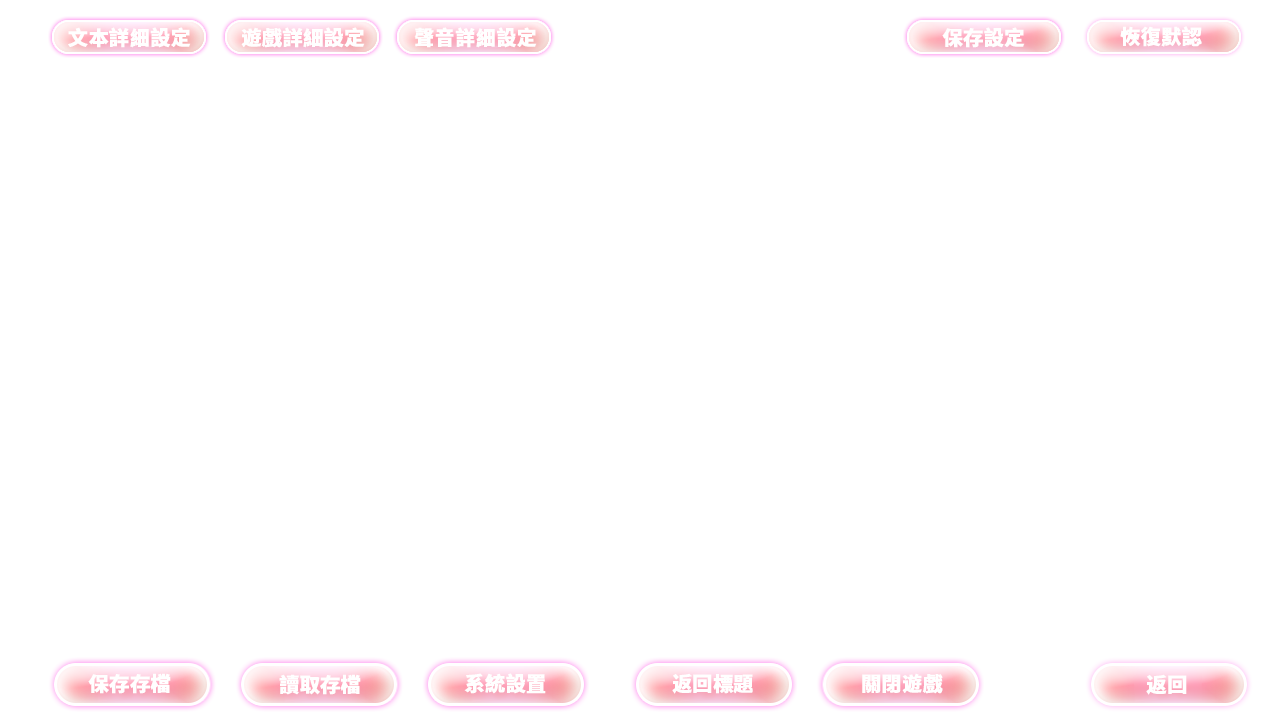 文本詳細設定
遊戲詳細設定
聲音詳細設定
保存設定
恢復默認
保存存檔
讀取存檔
系統設置
返回標題
關閉遊戲
返回